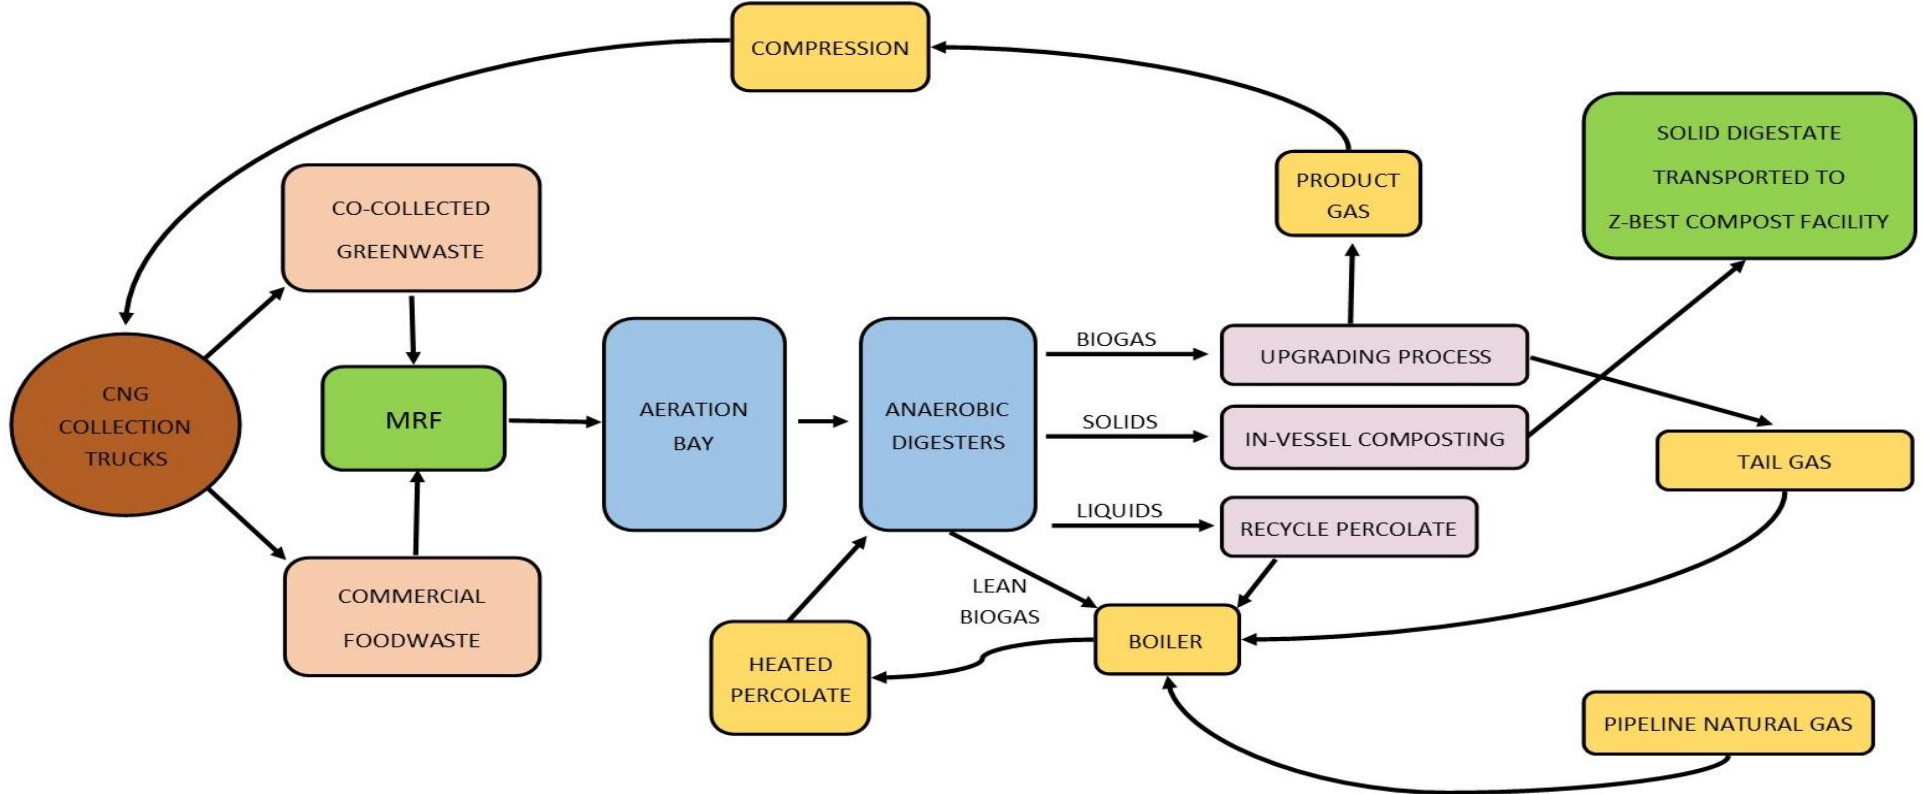 COMPRESSION
PRODUCT
GAS
SOLID DIGESTATE
TRANSPORTED TO
Z-BEST COMPOST FACILITY
CO-COLLECTED
GREENWASTE
CNG
COLLECTION
TRUCKS
MRF
AERATION
BAY
ANAEROBIC
DIGESTERS
BIOGAS
UPGRADING PROCESS
SOLIDS
IN-VESSEL COMPOSTING
TAIL GAS
LIQUIDS
RECYCLE PERCOLATE
COMMERCIAL
FOODWASTE
LEAN
BIOGAS
HEATED
PERCOLATE
BOILER
PIPELINE NATURAL GAS